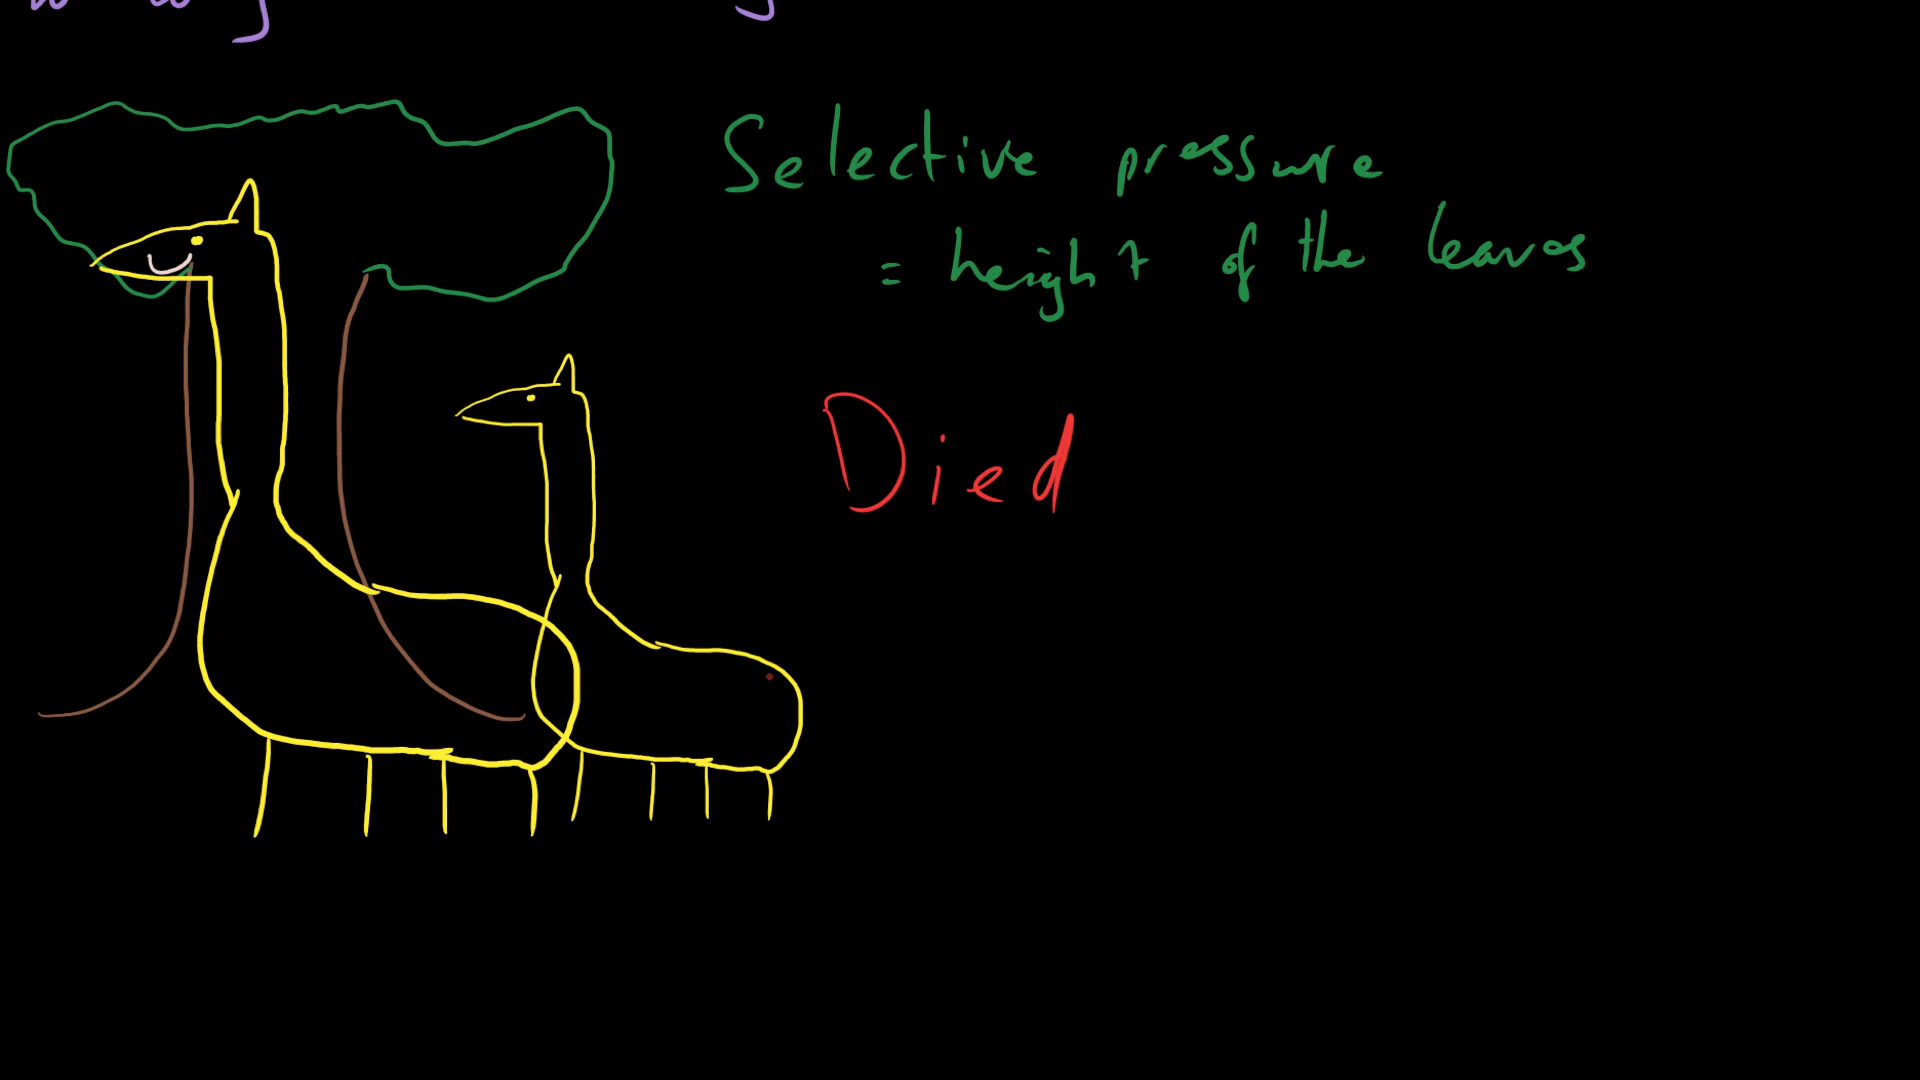 Selective pressure
= height of the leaves
Died